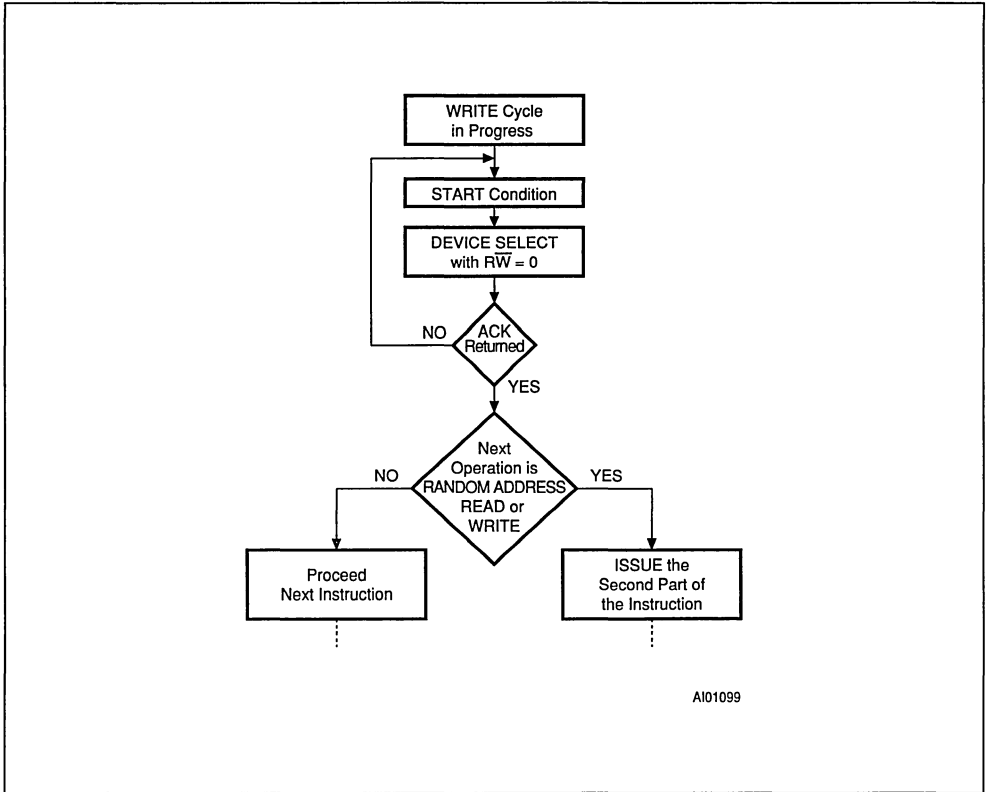 WRITE Cycle
in Progress
START Condition
DEVICE SELECT
with RW̅ = 0
NO
ACK
Returned
YES
Next
Operation is
RANDOM ADDRESS
READ or
WRITE
NO
YES
Proceed
Next Instruction
ISSUE the
Second Part of
the Instruction
AI01099